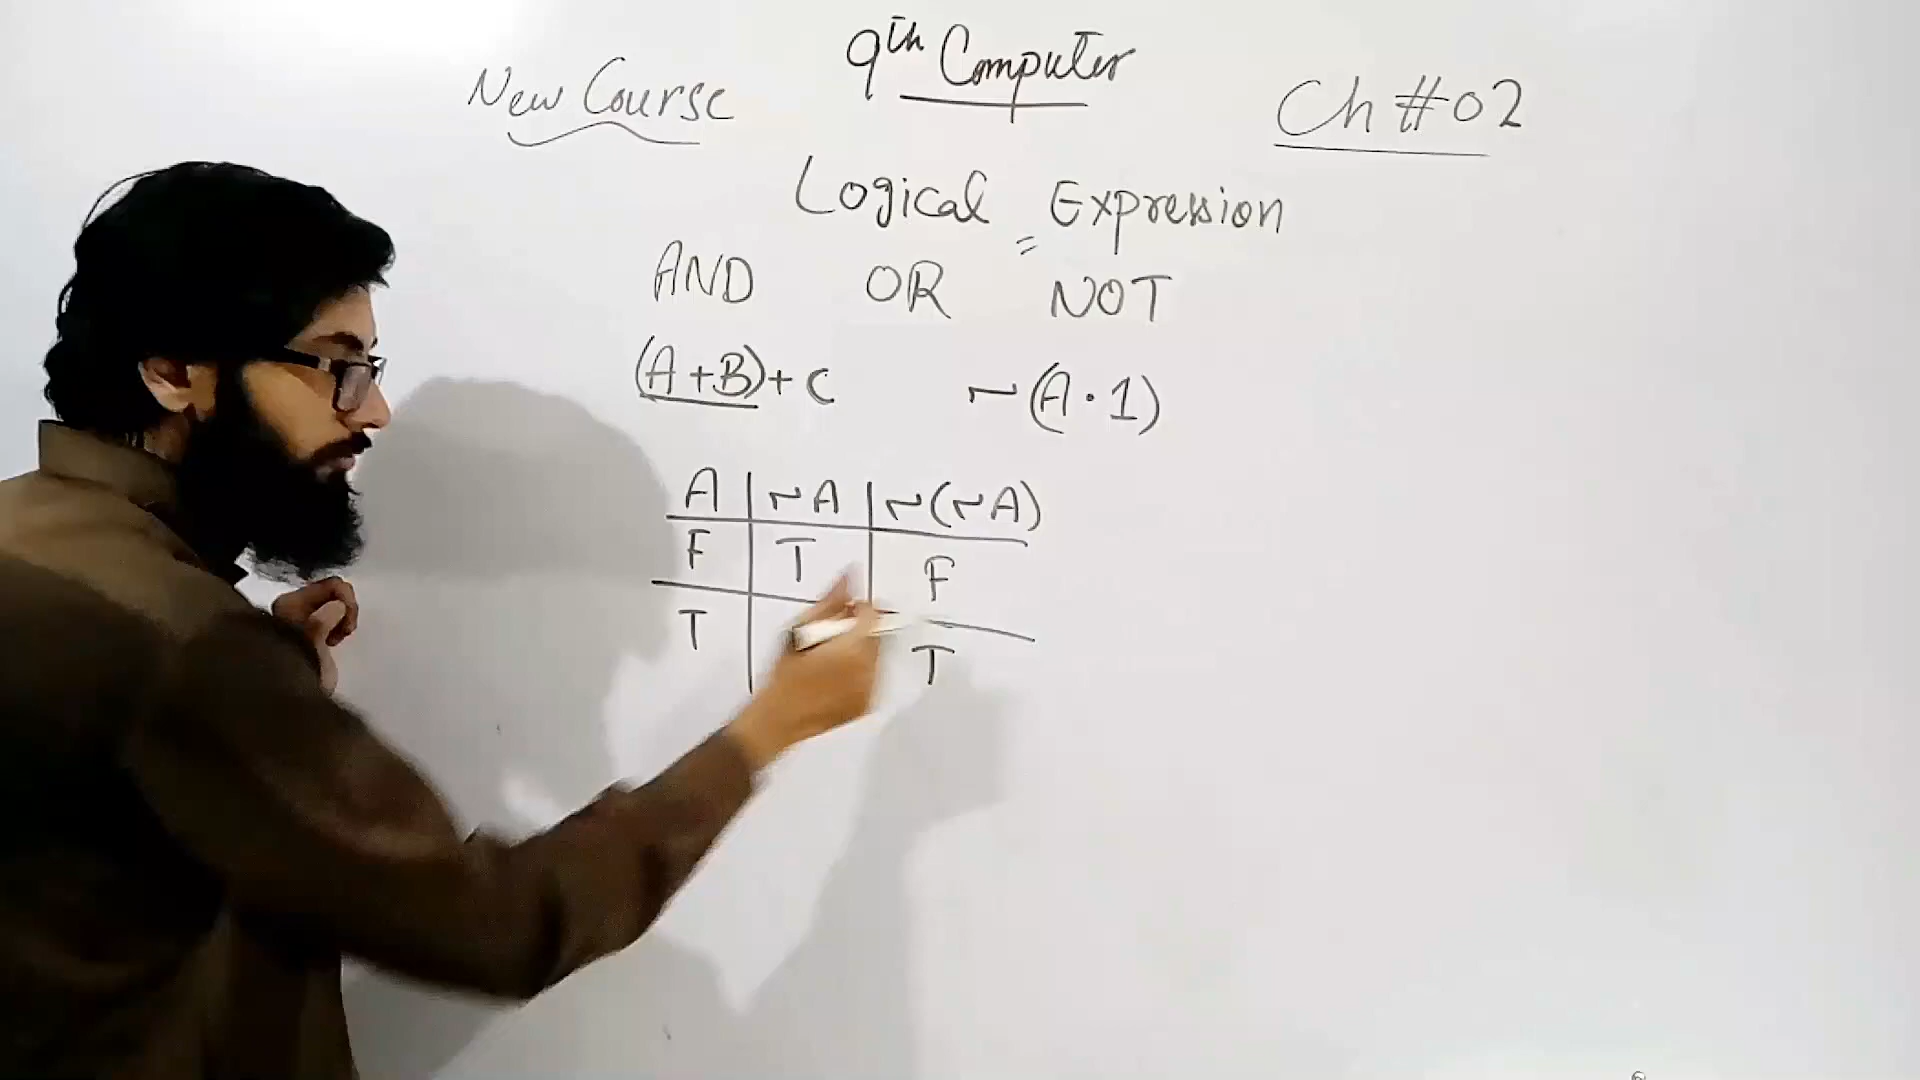 9th Computer
New Course
Ch #02
Logical Expression
AND OR NOT
(A+B)+C ~(A·1)
A ~A ~(~A)
F T F
T T